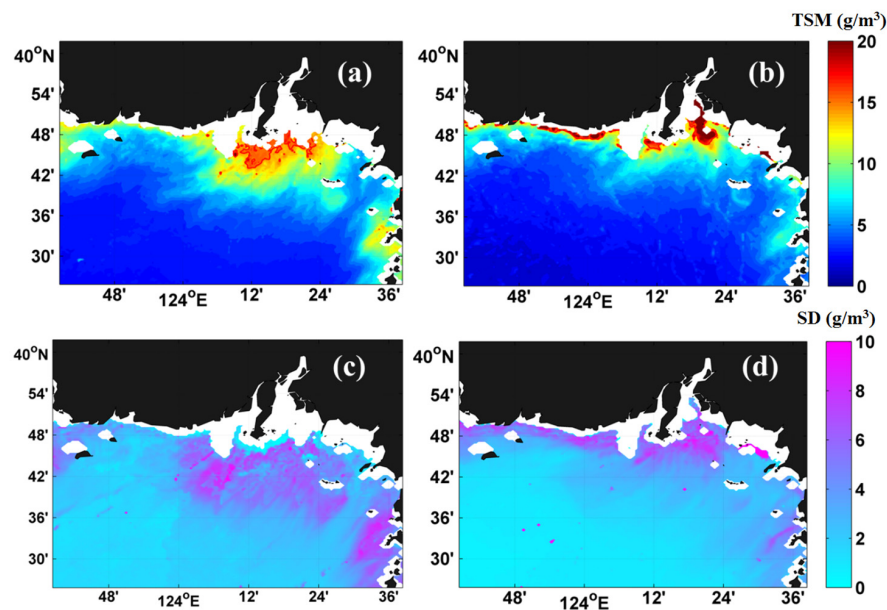 TSM (g/m³)
40°N (a) (b) 20
54' 54'
48' 48' 15
42' 42' 10
36' 36' 5
30' 30' 0
48' 124°E 12' 24' 36' 48' 124°E 12' 24' 36'
SD (g/m³)
40°N (c) 40°N (d) 10
54' 54' 8
48' 48' 6
42' 42' 4
36' 36' 2
30' 30' 0
48' 124°E 12' 24' 36' 48' 124°E 12' 24' 36'